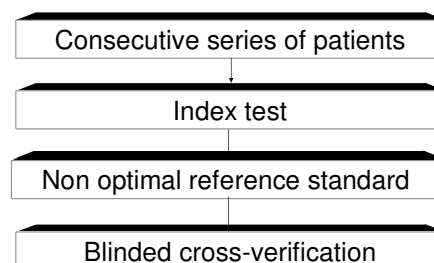 Consecutive series of patients
Index test
Non optimal reference standard
Blinded cross-verification